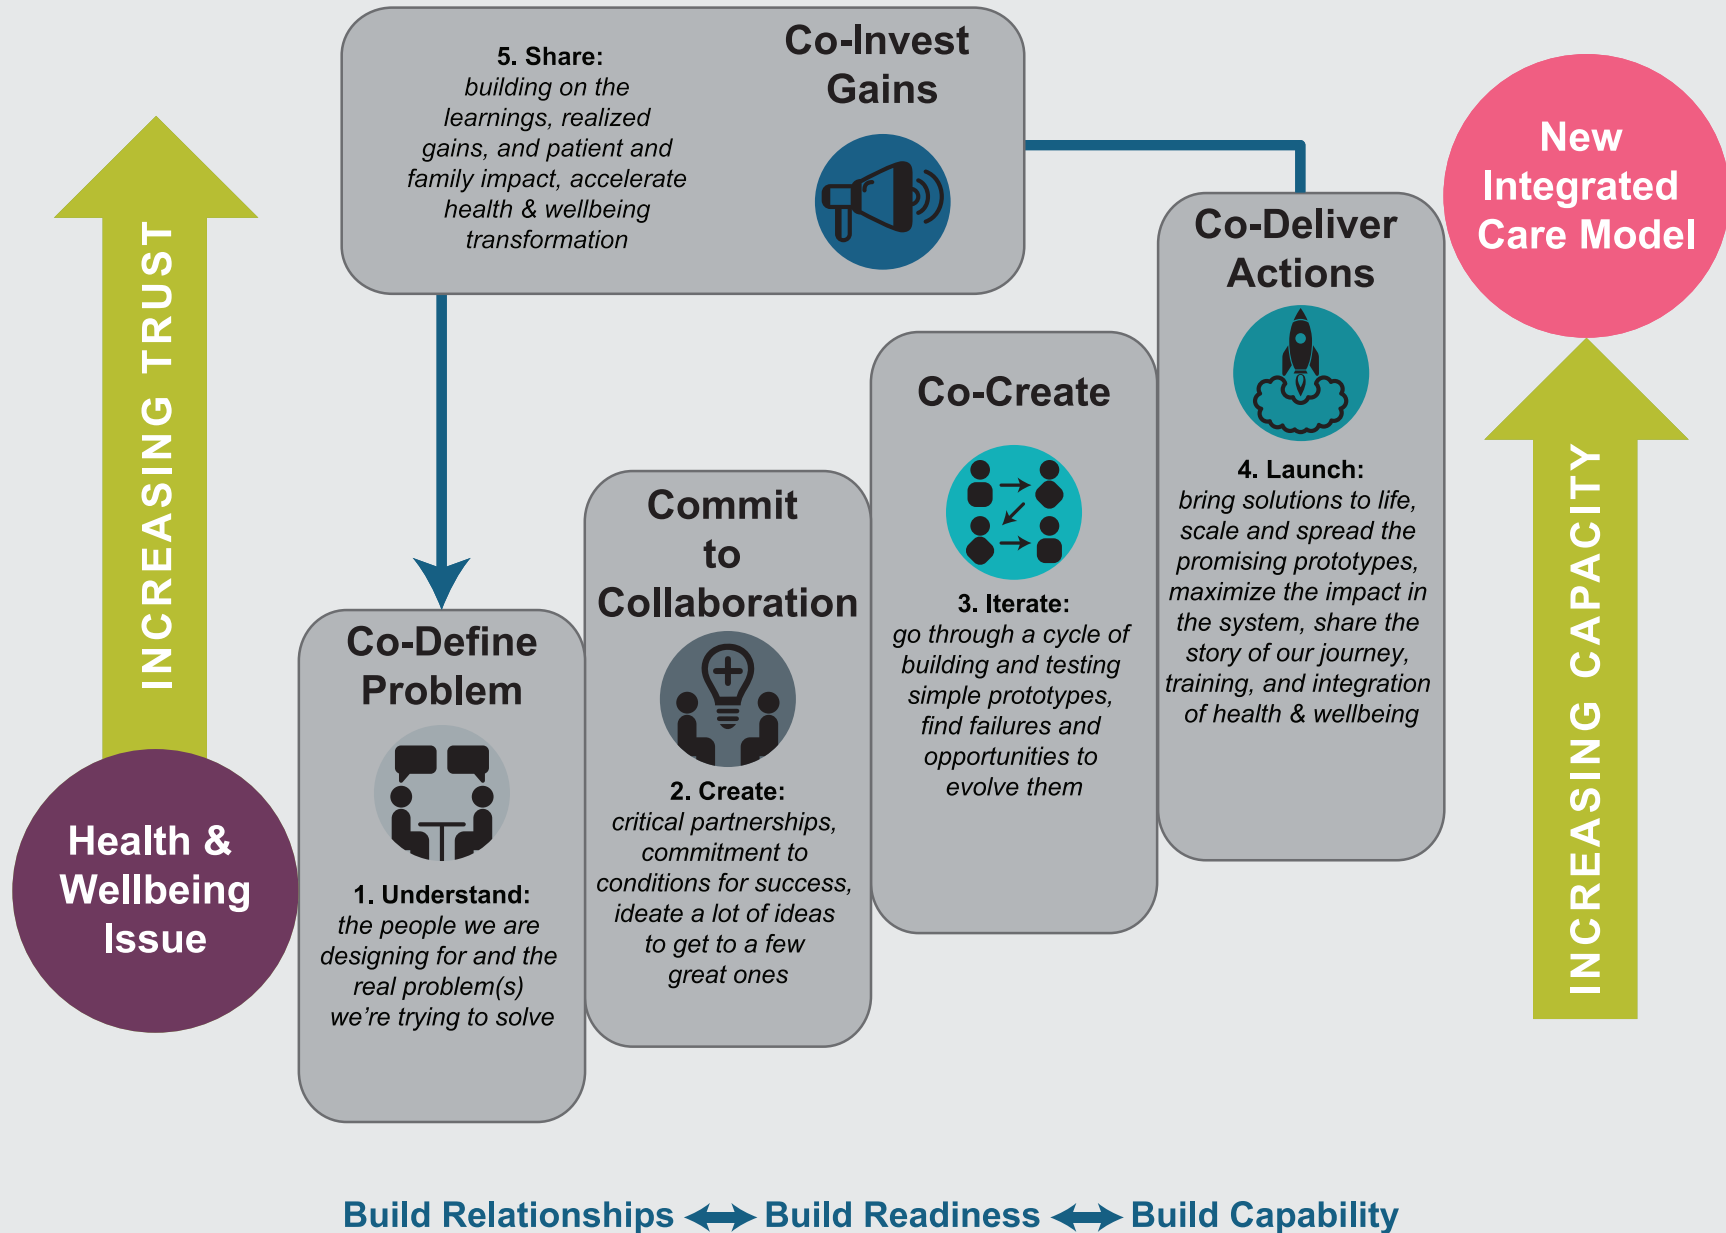 5. Share:
building on the
learnings, realized
gains, and patient and
family impact, accelerate
health & wellbeing
transformation
Co-Invest
Gains
INCREASING TRUST
Health &
Wellbeing
Issue
Co-Define
Problem
1. Understand:
the people we are
designing for and the
real problem(s)
we’re trying to solve
Commit
to
Collaboration
2. Create:
critical partnerships,
commitment to
conditions for success,
ideate a lot of ideas
to get to a few
great ones
Co-Create
3. Iterate:
go through a cycle of
building and testing
simple prototypes,
find failures and
opportunities to
evolve them
Co-Deliver
Actions
4. Launch:
bring solutions to life,
scale and spread the
promising prototypes,
maximize the impact in
the system, share the
story of our journey,
training, and integration
of health & wellbeing
New
Integrated
Care Model
INCREASING CAPACITY
Build Relationships Build Readiness Build Capability